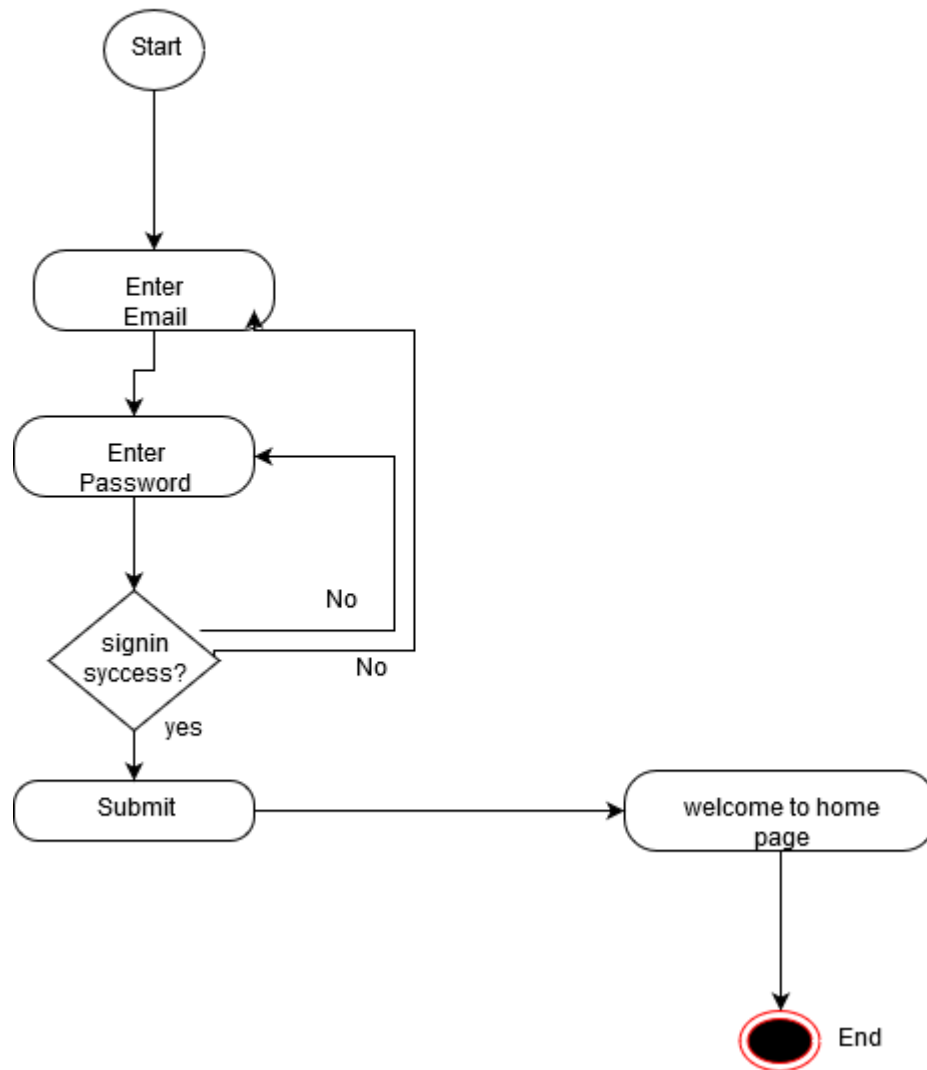 Start
Enter
Email
Enter
Password
No
signin
syccess?
No
yes
Submit
welcome to home
page
End